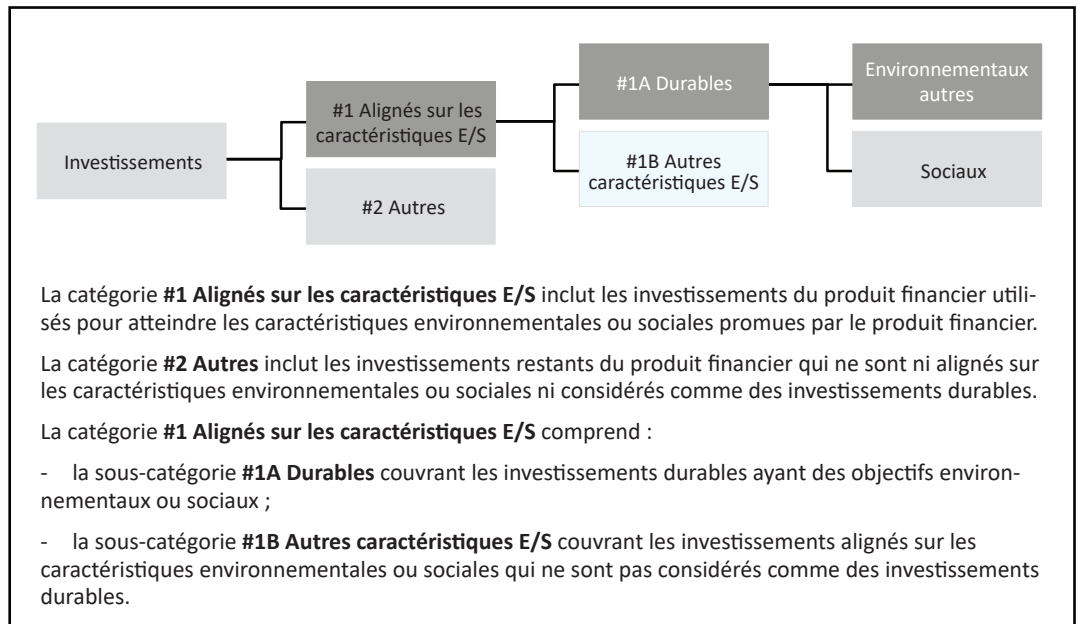 Investissements
#1 Alignés sur les
caractéristiques E/S
#2 Autres
#1A Durables
#1B Autres
caractéristiques E/S
Environnementaux
autres
Sociaux
La catégorie #1 Alignés sur les caractéristiques E/S inclut les investissements du produit financier utili-
sés pour atteindre les caractéristiques environnementales ou sociales promues par le produit financier.
La catégorie #2 Autres inclut les investissements restants du produit financier qui ne sont ni alignés sur
les caractéristiques environnementales ou sociales ni considérés comme des investissements durables.
La catégorie #1 Alignés sur les caractéristiques E/S comprend :
- la sous-catégorie #1A Durables couvrant les investissements durables ayant des objectifs environ-
nementaux ou sociaux ;
- la sous-catégorie #1B Autres caractéristiques E/S couvrant les investissements alignés sur les
caractéristiques environnementales ou sociales qui ne sont pas considérés comme des investissements
durables.